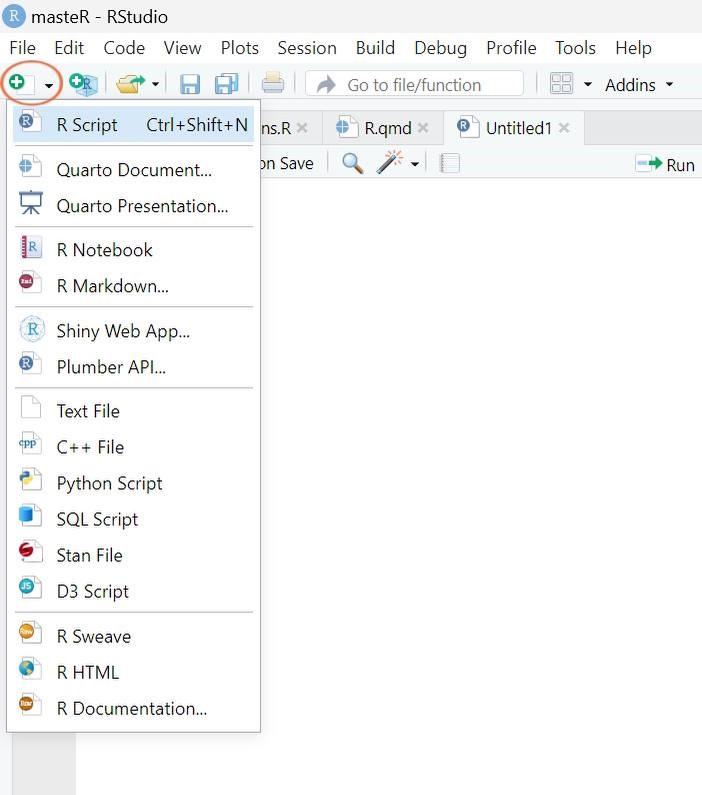 masteR - RStudio
File Edit Code View Plots Session Build Debug Profile Tools Help
Go to file/function Addins
R Script Ctrl+Shift+N
ns.R R.qmd Untitled1
on Save Run
Quarto Document...
Quarto Presentation...
R Notebook
R Markdown...
Shiny Web App...
Plumber API...
Text File
C++ File
Python Script
SQL Script
Stan File
D3 Script
R Sweave
R HTML
R Documentation...